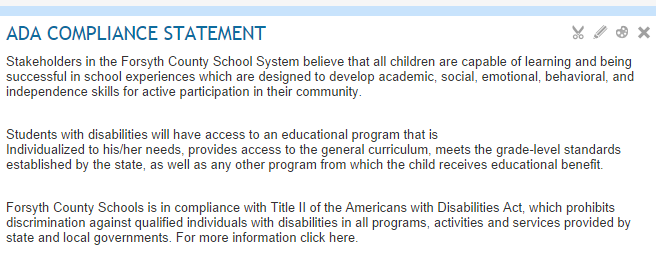 ADA COMPLIANCE STATEMENT
Stakeholders in the Forsyth County School System believe that all children are capable of learning and being
successful in school experiences which are designed to develop academic, social, emotional, behavioral, and
independence skills for active participation in their community.
Students with disabilities will have access to an educational program that is
Individualized to his/her needs, provides access to the general curriculum, meets the grade-level standards
established by the state, as well as any other program from which the child receives educational benefit.
Forsyth County Schools is in compliance with Title II of the Americans with Disabilities Act, which prohibits
discrimination against qualified individuals with disabilities in all programs, activities and services provided by
state and local governments. For more information click here.